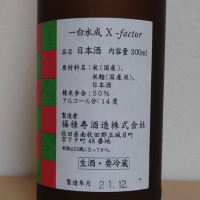 一白水成 X-factor
品目 日本酒 内容量 300ml
原材料名:米(国産)、
米麹(国産米)、
日本酒
精米歩合:50%
アルコール分:14度
製造者
福禄寿酒造株式会社
秋田県南秋田郡五城目町
字下タ町48番地
生酒・要冷蔵
製造年月 21.12.